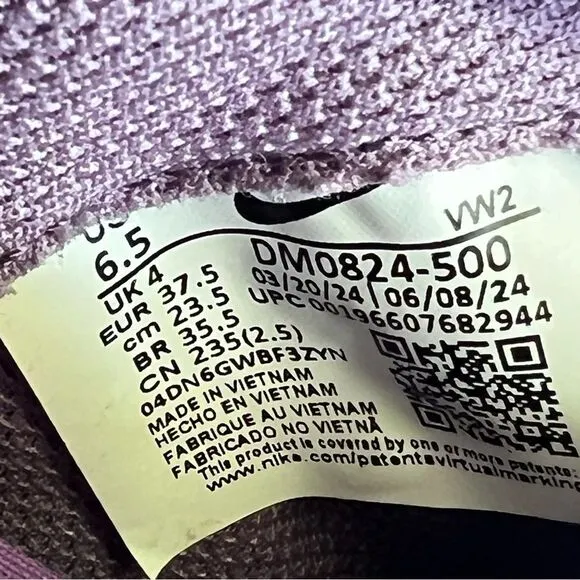 US
6.5
UK 4
EUR 37.5
cm 23.5
BR 35.5
CN 235(2.5)
04DN6GWBF3ZYN
MADE IN VIETNAM
HECHO EN VIETNAM
FABRIQUE AU VIETNAM
FABRICADO NO VIETNÃ
This product is covered by one or more patents:
www.nike.com/patentsvirtualmarking
VW2
DM0824-500
03/20/24 06/08/24
UPC 00196607682944